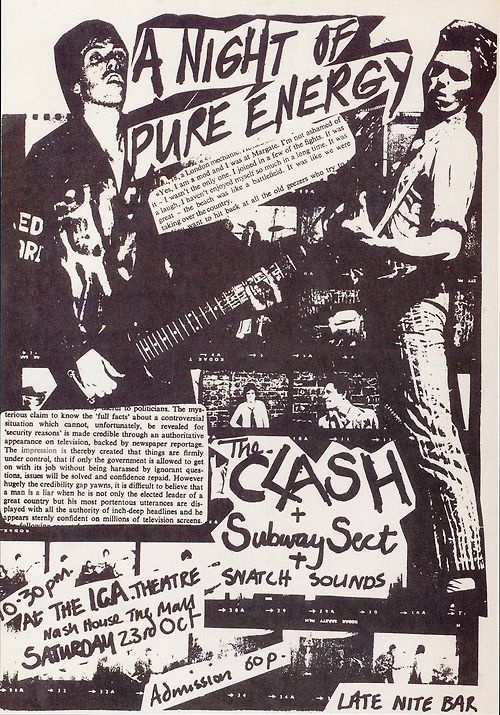 A NIGHT OF
PURE ENERGY
a London mechanic.
"Yes, I am a mod and I was at Margate. I'm not ashamed of
it – I wasn't the only one. I joined in a few of the fights. It was
a laugh, I haven't enjoyed myself so much in a long time. It was
great – the beach was like a battlefield. It was like we were
taking over the country.
want to hit back at all the old geezers who try to
ED
to politicians. The mys-
terious claim to know the 'full facts' about a controversial
situation which cannot, unfortunately, be revealed for
'security reasons' is made credible through an authoritative
appearance on television, backed by newspaper reportage.
The impression is thereby created that things are firmly
under control, that if only the government is allowed to get
on with its job without being harassed by ignorant ques-
tions, issues will be solved and confidence repaid. However
hugely the credibility gap yawns, it is difficult to believe that
a man is a liar when he is not only the elected leader of a
great country but his most portentous utterances are dis-
played with all the authority of inch-deep headlines and he
appears sternly confident on millions of television screens.
The
CLASH
+
Subway Sect
+
SNATCH SOUNDS
10.30 pm.
AT THE I.C.A. THEATRE
Nash House The Mall
SATURDAY 23rd OCT
Admission 60p.
LATE NITE BAR